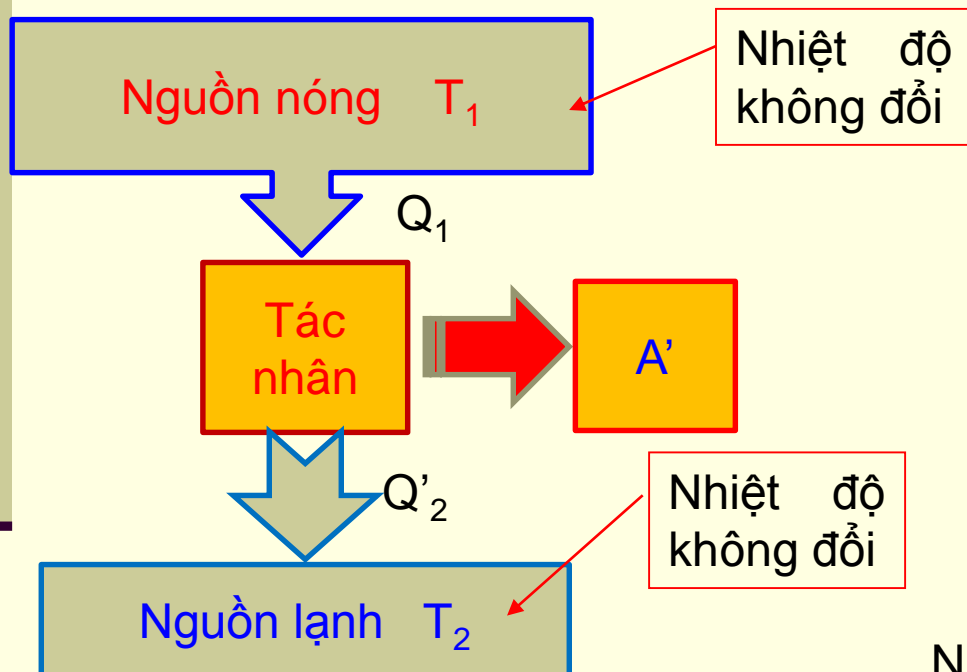 Nguồn nóng T₁
Nhiệt độ
không đổi
Q₁
Tác
nhân
A’
Q’₂
Nhiệt độ
không đổi
Nguồn lạnh T₂
N